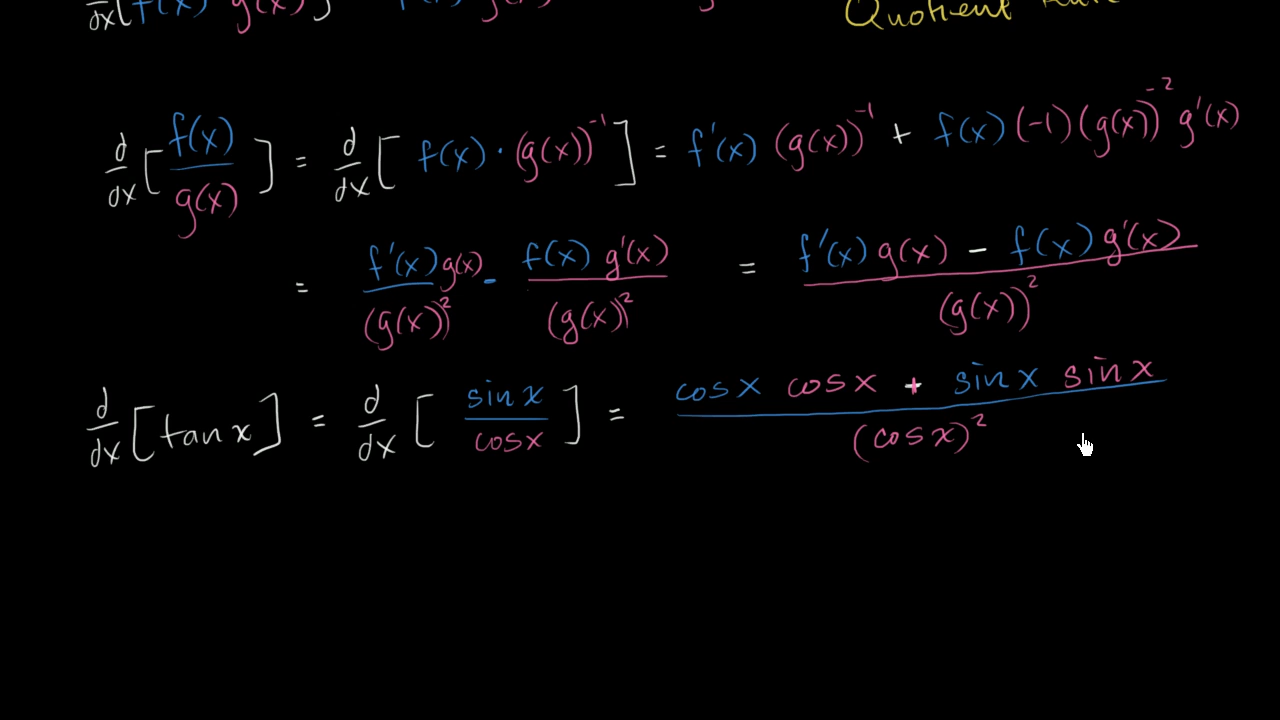 Quotient
d/dx [ f(x)/g(x) ] = d/dx [ f(x) · (g(x))⁻¹ ] = f'(x) (g(x))⁻¹ + f(x) (-1) (g(x))⁻² g'(x)
= f'(x) g(x)/(g(x))² - f(x) g'(x)/(g(x))² = f'(x) g(x) - f(x) g'(x)/(g(x))²
d/dx [tan x] = d/dx [ sin x/cos x ] = cos x cos x + sin x sin x/(cos x)²